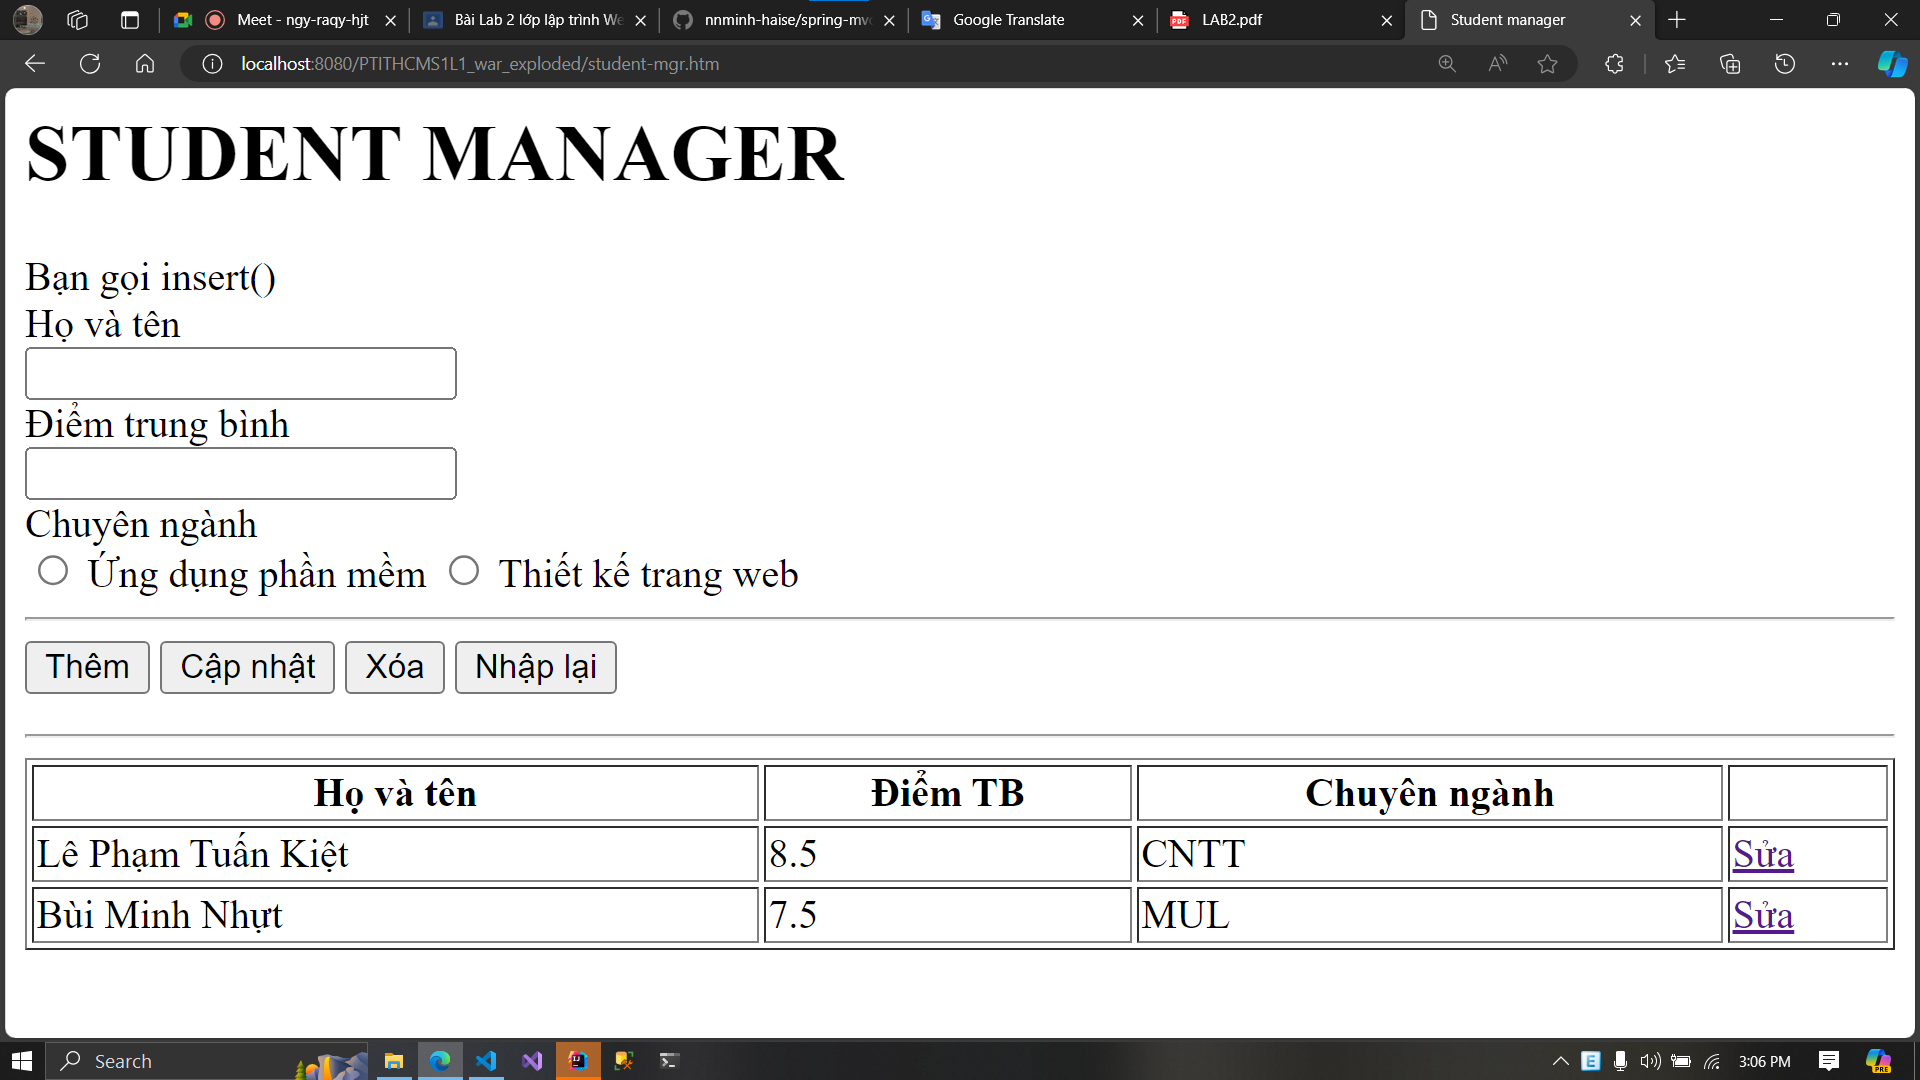 Meet - ngy-raqy-hjt
Bài Lab 2 lớp lập trình We
nnminh-haise/spring-mv
Google Translate
LAB2.pdf
Student manager
localhost:8080/PTITHCMS1L1_war_exploded/student-mgr.htm
STUDENT MANAGER
Bạn gọi insert()
Họ và tên
Điểm trung bình
Chuyên ngành
Ứng dụng phần mềm Thiết kế trang web
Thêm Cập nhật Xóa Nhập lại
Họ và tên Điểm TB Chuyên ngành
Lê Phạm Tuấn Kiệt 8.5 CNTT Sửa
Bùi Minh Nhựt 7.5 MUL Sửa
Search
3:06 PM